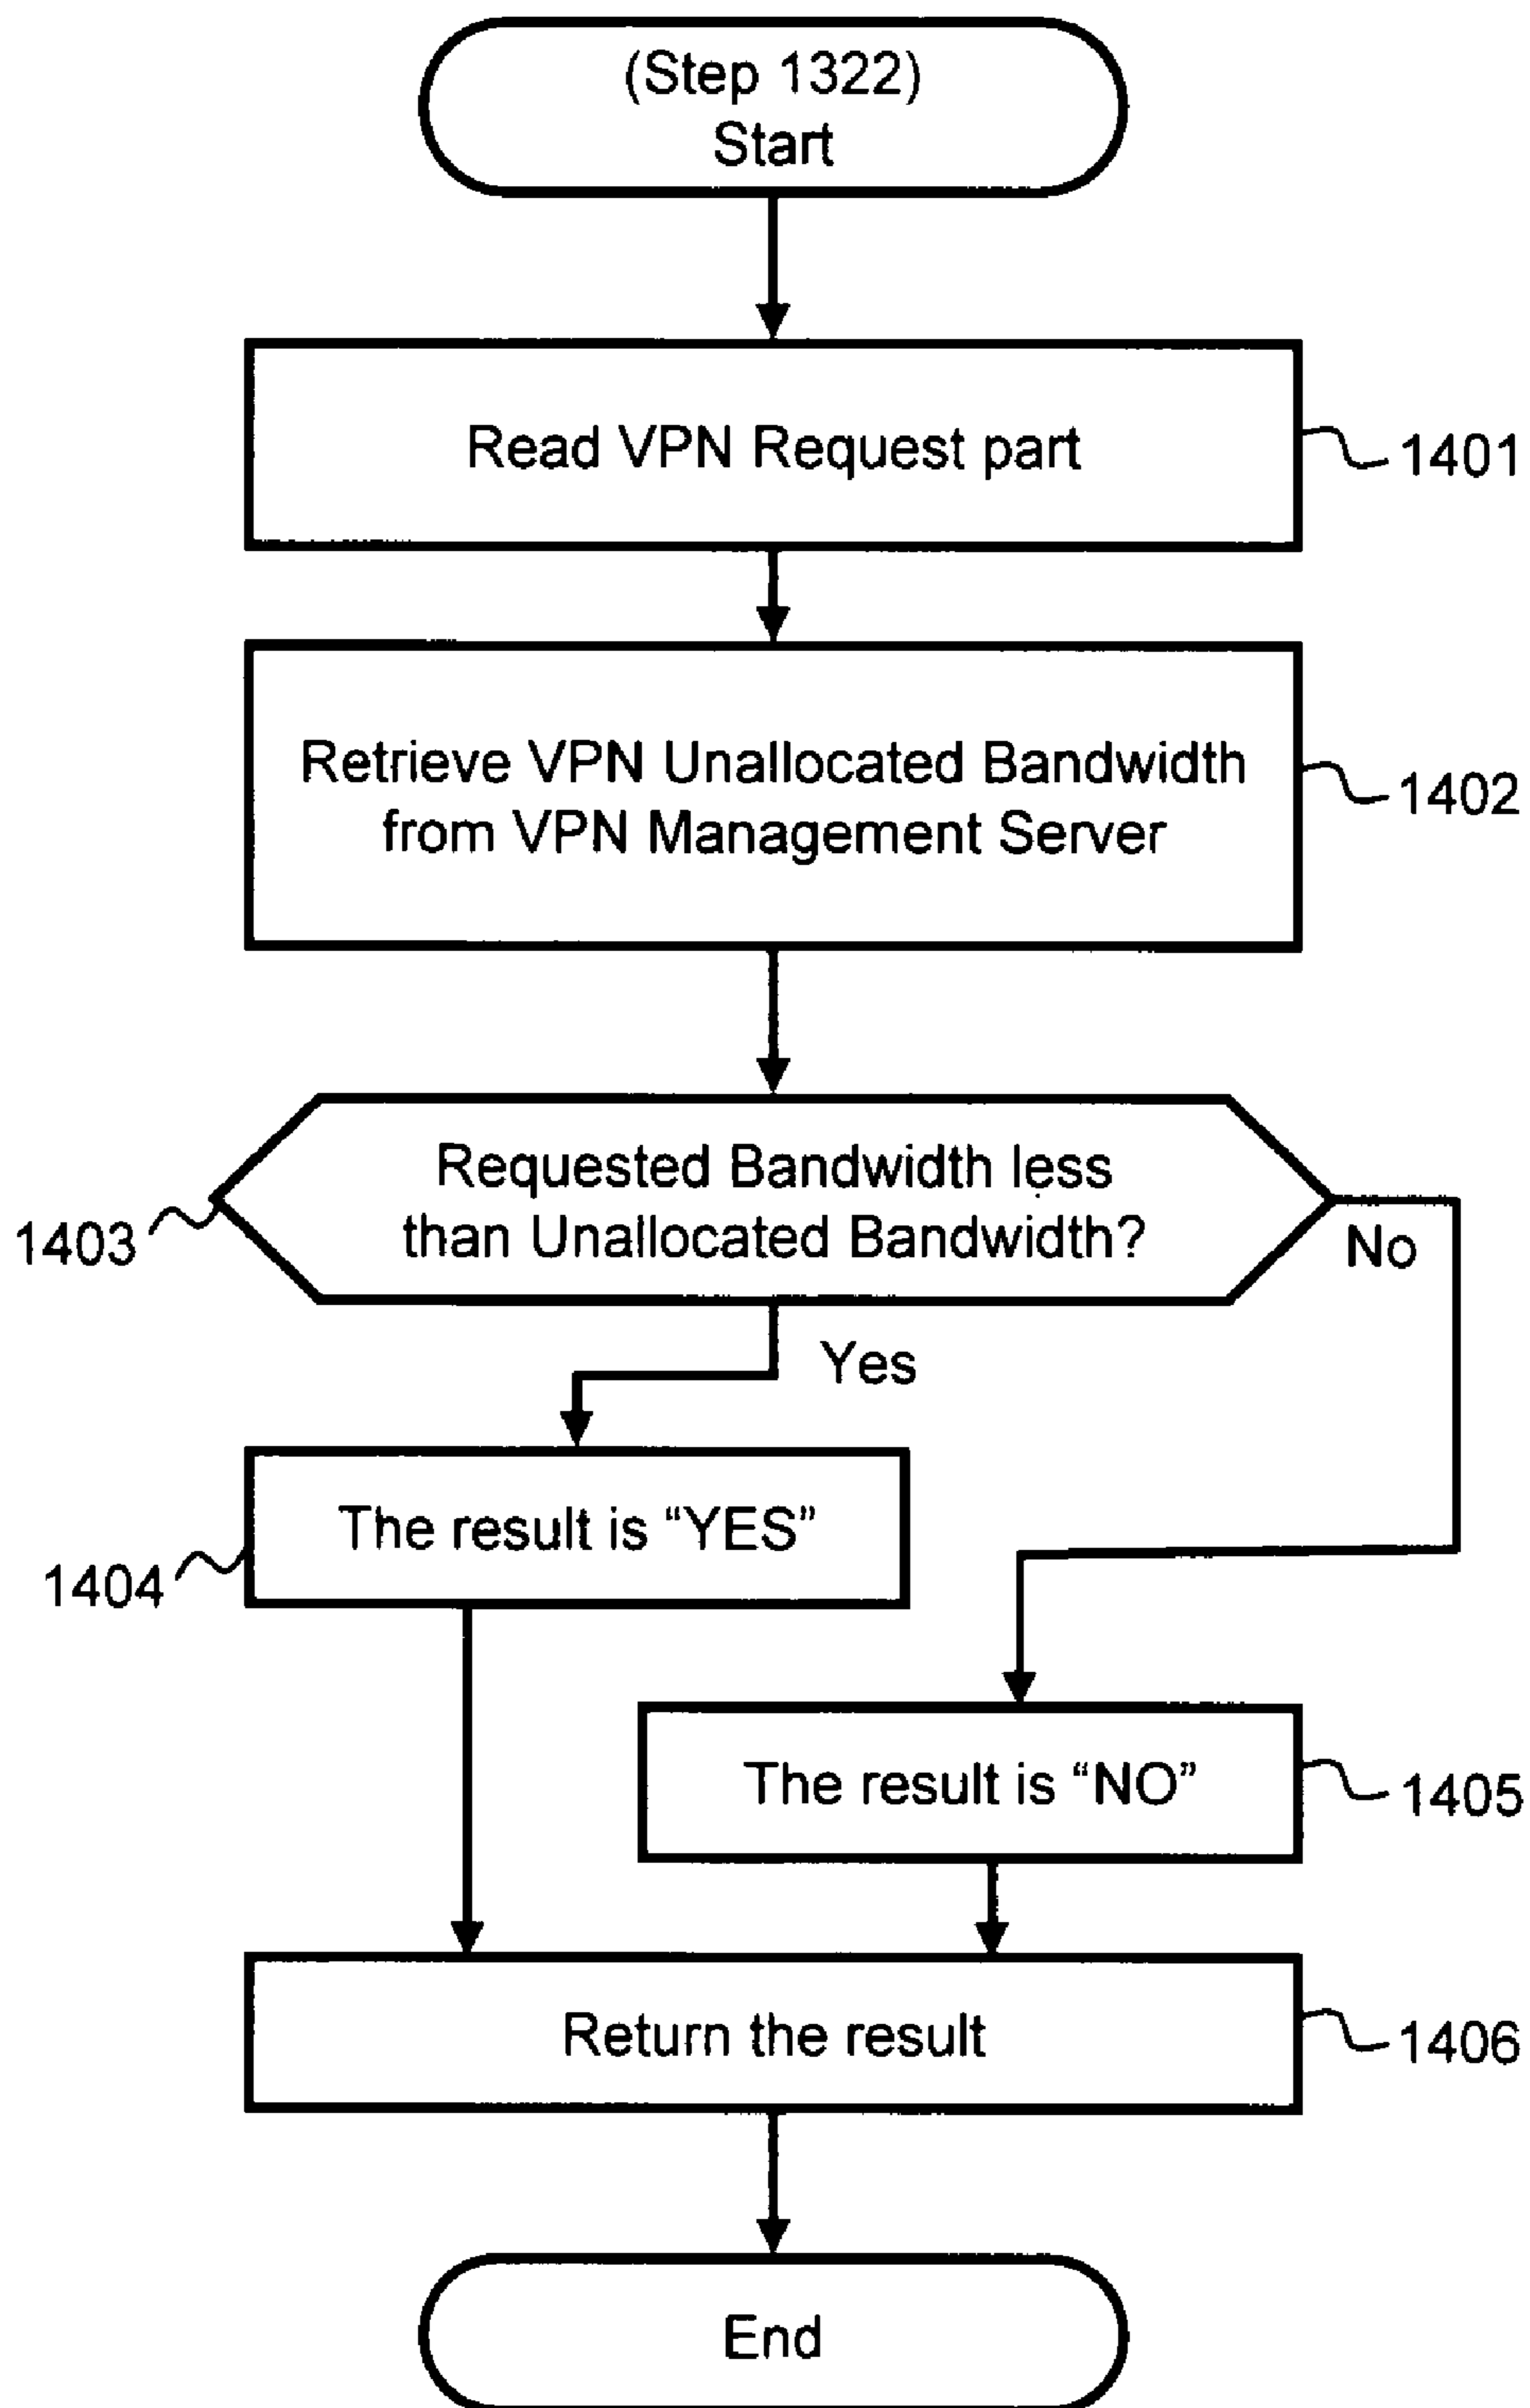 (Step 1322)
Start
Read VPN Request part
1401
Retrieve VPN Unallocated Bandwidth
from VPN Management Server
1402
Requested Bandwidth less
than Unallocated Bandwidth?
1403
No
Yes
The result is “YES”
1404
The result is “NO”
1405
Return the result
1406
End